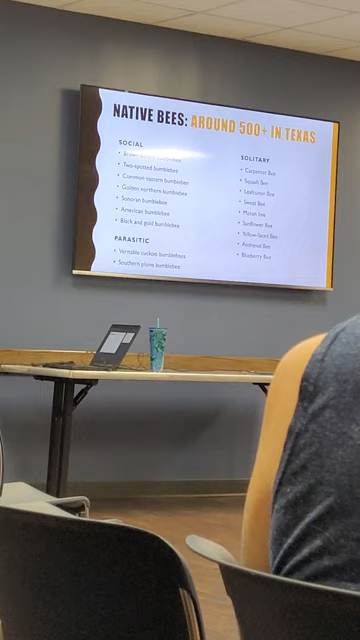 NATIVE BEES: AROUND 500+ IN TEXAS
SOCIAL
• Two-spotted bumblebee
• Common eastern bumblebee
• Golden northern bumblebee
• Sonoran bumblebee
• American bumblebee
• Black and gold bumblebee
PARASITIC
• Variable cuckoo bumblebees
• Southern plains bumblebee
SOLITARY
• Carpenter Bee
• Squash Bee
• Leafcutter Bee
• Sweat Bee
• Mason bee
• Sunflower Bee
• Yellow-faced Bee
• Andrenid Bee
• Blueberry Bee